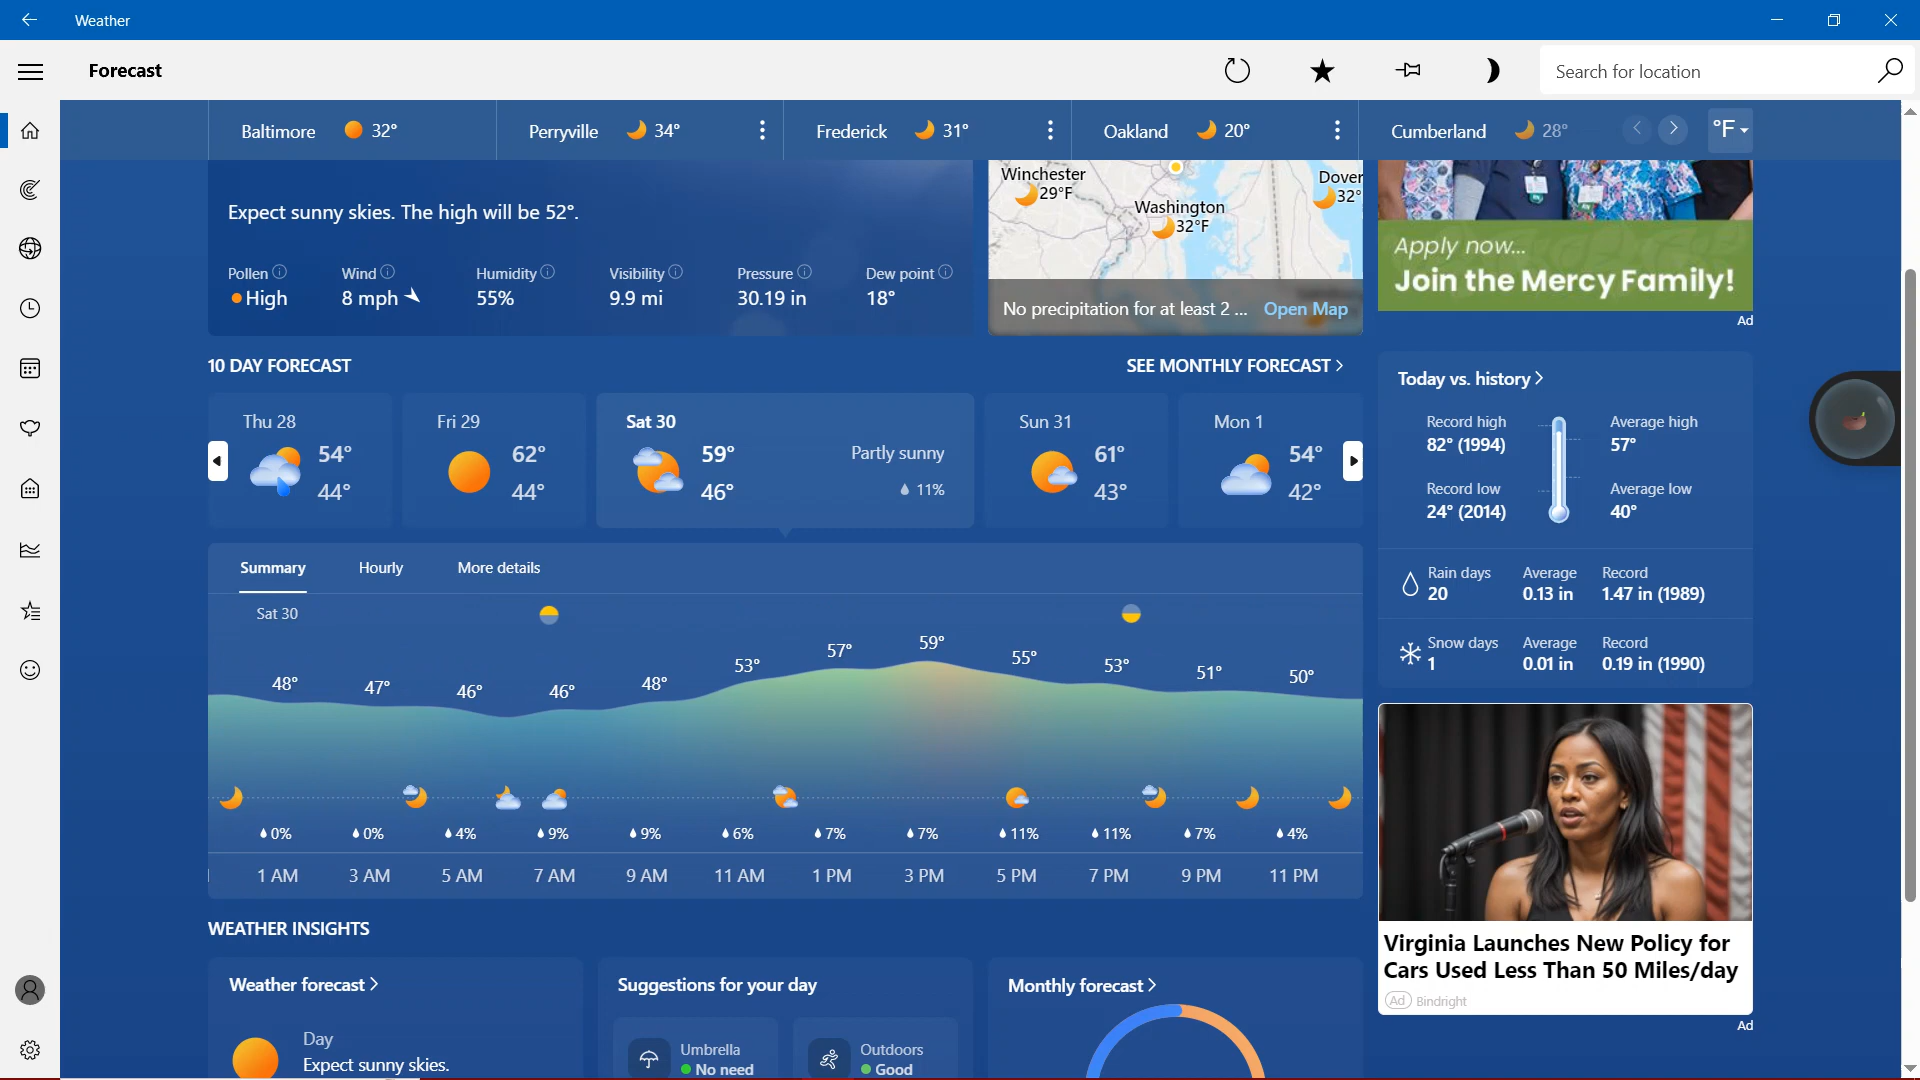 Weather
Forecast
Search for location
Baltimore 32°
Perryville 34°
Frederick 31°
Oakland 20°
Cumberland 28°
°F
Expect sunny skies. The high will be 52°.
Pollen Wind Humidity Visibility Pressure Dew point
High 8 mph 55% 9.9 mi 30.19 in 18°
Winchester
29°F
Dover
32°
Washington
32°F
No precipitation for at least 2 ... Open Map
Apply now...
Join the Mercy Family!
Ad
10 DAY FORECAST
SEE MONTHLY FORECAST
Thu 28
54°
44°
Fri 29
62°
44°
Sat 30
59° Partly sunny
46° 11%
Sun 31
61°
43°
Mon 1
54°
42°
Today vs. history
Record high Average high
82° (1994) 57°
Record low Average low
24° (2014) 40°
Rain days Average Record
20 0.13 in 1.47 in (1989)
Snow days Average Record
1 0.01 in 0.19 in (1990)
Summary Hourly More details
Sat 30
48° 47° 46° 46° 48° 53° 57° 59° 55° 53° 51° 50°
0% 0% 4% 9% 9% 6% 7% 7% 11% 11% 7% 4%
1 AM 3 AM 5 AM 7 AM 9 AM 11 AM 1 PM 3 PM 5 PM 7 PM 9 PM 11 PM
Virginia Launches New Policy for
Cars Used Less Than 50 Miles/day
Ad Bindright
Ad
WEATHER INSIGHTS
Weather forecast
Day
Expect sunny skies.
Suggestions for your day
Umbrella
No need
Outdoors
Good
Monthly forecast